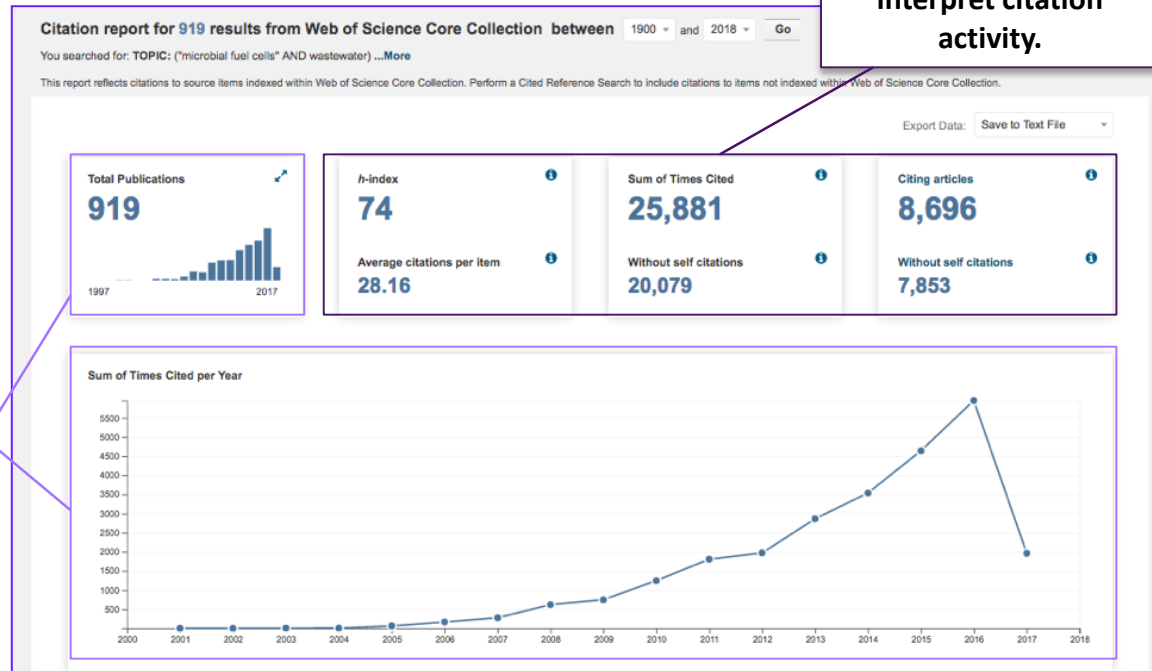 interpret citation
activity.
Citation report for 919 results from Web of Science Core Collection between 1900 and 2018 Go
You searched for: TOPIC: ("microbial fuel cells" AND wastewater) ...More
This report reflects citations to source items indexed within Web of Science Core Collection. Perform a Cited Reference Search to include citations to items not indexed within Web of Science Core Collection.
Export Data: Save to Text File
Total Publications
919
1997 2017
h-index
74
Average citations per item
28.16
Sum of Times Cited
25,881
Without self citations
20,079
Citing articles
8,696
Without self citations
7,853
Sum of Times Cited per Year
5500
5000
4500
4000
3500
3000
2500
2000
1500
1000
500
2000 2001 2002 2003 2004 2005 2006 2007 2008 2009 2010 2011 2012 2013 2014 2015 2016 2017 2018